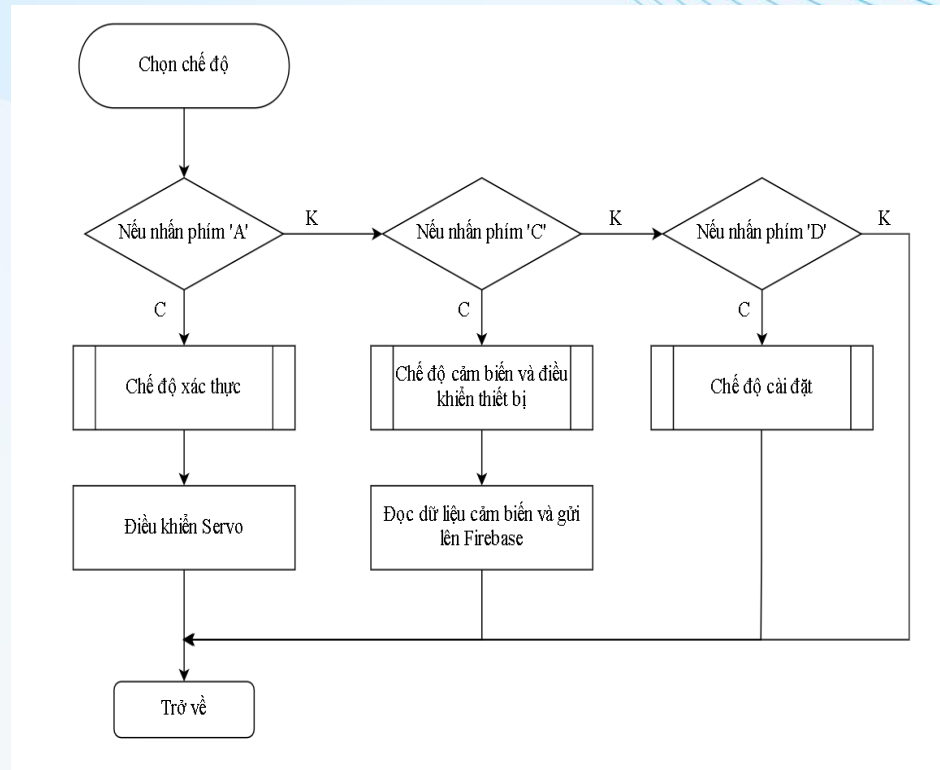 Chọn chế độ
Nếu nhấn phím 'A'
K
Nếu nhấn phím 'C'
K
Nếu nhấn phím 'D'
K
C
C
C
Chế độ xác thực
Chế độ cảm biến và điều
khiển thiết bị
Chế độ cài đặt
Điều khiển Servo
Đọc dữ liệu cảm biến và gửi
lên Firebase
Trở về